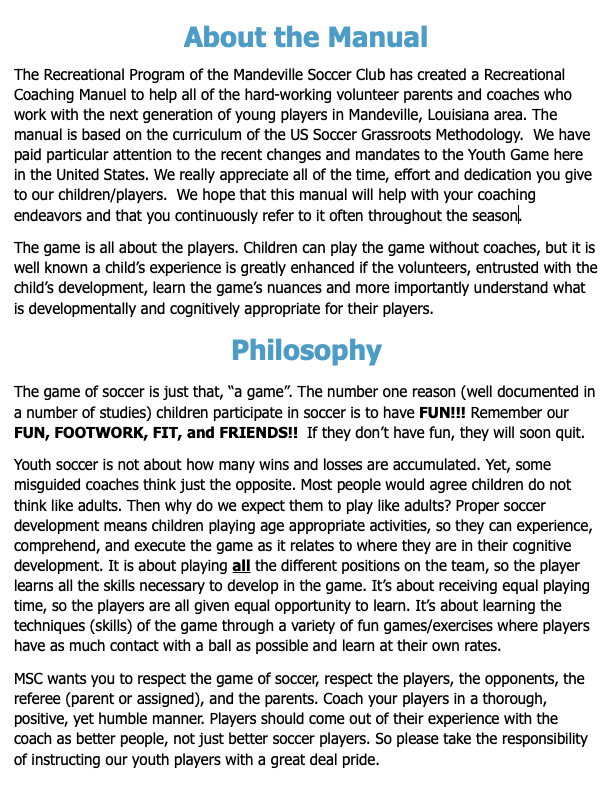 About the Manual
The Recreational Program of the Mandeville Soccer Club has created a Recreational
Coaching Manuel to help all of the hard-working volunteer parents and coaches who
work with the next generation of young players in Mandeville, Louisiana area. The
manual is based on the curriculum of the US Soccer Grassroots Methodology.  We have
paid particular attention to the recent changes and mandates to the Youth Game here
in the United States. We really appreciate all of the time, effort and dedication you give
to our children/players.  We hope that this manual will help with your coaching
endeavors and that you continuously refer to it often throughout the season.
The game is all about the players. Children can play the game without coaches, but it is
well known a child’s experience is greatly enhanced if the volunteers, entrusted with the
child’s development, learn the game’s nuances and more importantly understand what
is developmentally and cognitively appropriate for their players.
Philosophy
The game of soccer is just that, “a game”. The number one reason (well documented in
a number of studies) children participate in soccer is to have FUN!!! Remember our
FUN, FOOTWORK, FIT, and FRIENDS!!  If they don’t have fun, they will soon quit.
Youth soccer is not about how many wins and losses are accumulated. Yet, some
misguided coaches think just the opposite. Most people would agree children do not
think like adults. Then why do we expect them to play like adults? Proper soccer
development means children playing age appropriate activities, so they can experience,
comprehend, and execute the game as it relates to where they are in their cognitive
development. It is about playing all the different positions on the team, so the player
learns all the skills necessary to develop in the game. It’s about receiving equal playing
time, so the players are all given equal opportunity to learn. It’s about learning the
techniques (skills) of the game through a variety of fun games/exercises where players
have as much contact with a ball as possible and learn at their own rates.
MSC wants you to respect the game of soccer, respect the players, the opponents, the
referee (parent or assigned), and the parents. Coach your players in a thorough,
positive, yet humble manner. Players should come out of their experience with the
coach as better people, not just better soccer players. So please take the responsibility
of instructing our youth players with a great deal pride.